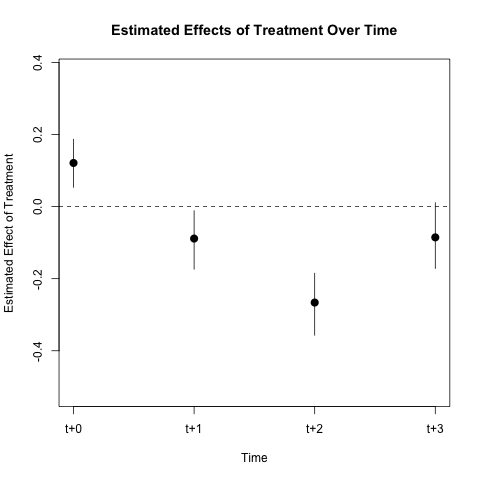 Estimated Effects of Treatment Over Time
Estimated Effect of Treatment
0.4
0.2
0.0
-0.2
-0.4
t+0
t+1
t+2
t+3
Time